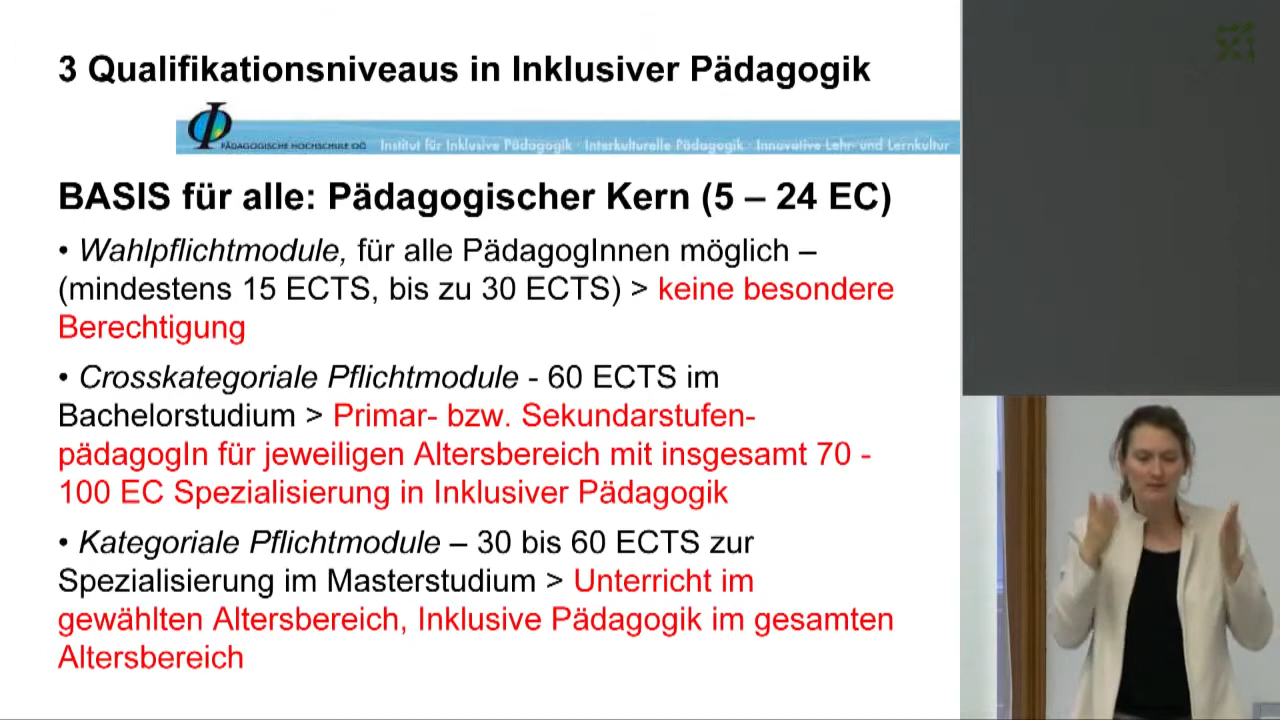 3 Qualifikationsniveaus in Inklusiver Pädagogik
PÄDAGOGISCHE HOCHSCHULE OÖ Institut für Inklusive Pädagogik · Interkulturelle Pädagogik · Innovative Lehr- und Lernkultur
BASIS für alle: Pädagogischer Kern (5 – 24 EC)
• Wahlpflichtmodule, für alle PädagogInnen möglich –
(mindestens 15 ECTS, bis zu 30 ECTS) > keine besondere
Berechtigung
• Crosskategoriale Pflichtmodule - 60 ECTS im
Bachelorstudium > Primar- bzw. Sekundarstufen-
pädagogIn für jeweiligen Altersbereich mit insgesamt 70 -
100 EC Spezialisierung in Inklusiver Pädagogik
• Kategoriale Pflichtmodule – 30 bis 60 ECTS zur
Spezialisierung im Masterstudium > Unterricht im
gewählten Altersbereich, Inklusive Pädagogik im gesamten
Altersbereich